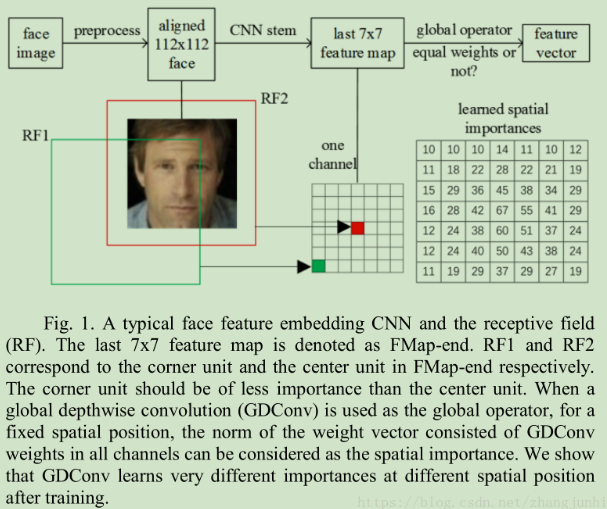 face image
preprocess
aligned 112x112 face
CNN stem
last 7x7 feature map
global operator
equal weights or not?
feature vector
RF2
RF1
one channel
learned spatial importances
10 10 10 14 11 10 12
11 18 22 28 22 21 19
15 29 36 45 38 34 29
16 28 42 67 55 41 29
12 24 38 60 51 37 24
12 24 40 50 43 38 24
11 19 29 37 29 27 19
Fig. 1. A typical face feature embedding CNN and the receptive field
(RF). The last 7x7 feature map is denoted as FMap-end. RF1 and RF2
correspond to the corner unit and the center unit in FMap-end respectively.
The corner unit should be of less importance than the center unit. When a
global depthwise convolution (GDConv) is used as the global operator, for a
fixed spatial position, the norm of the weight vector consisted of GDConv
weights in all channels can be considered as the spatial importance. We show
that GDConv learns very different importances at different spatial position
after training.
https://blog.csdn.net/zhangjunhit